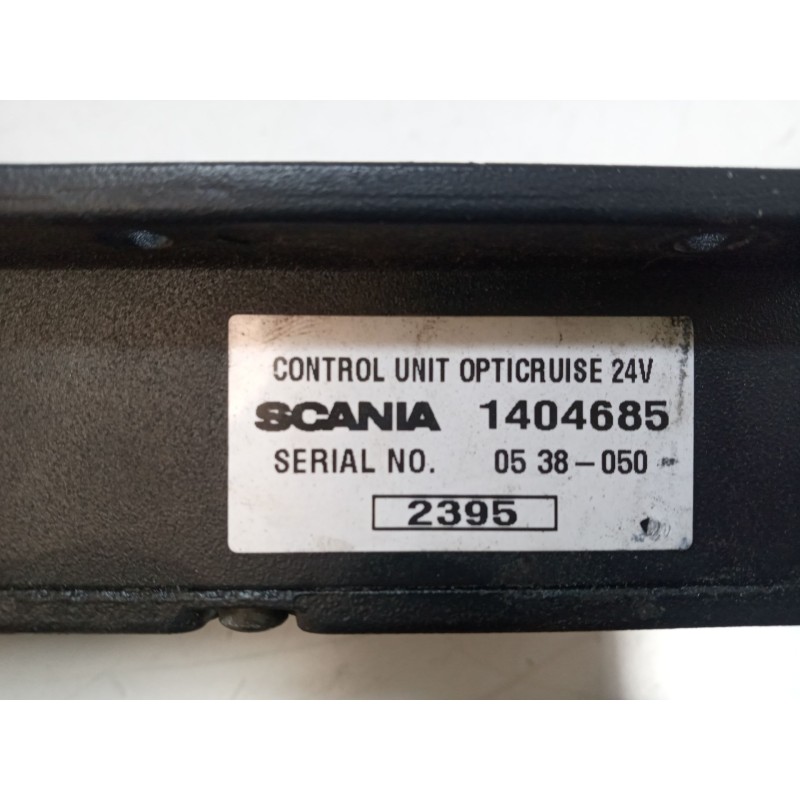 CONTROL UNIT OPTICRUISE 24V
SCANIA 1404685
SERIAL NO. 05 38-050
2395